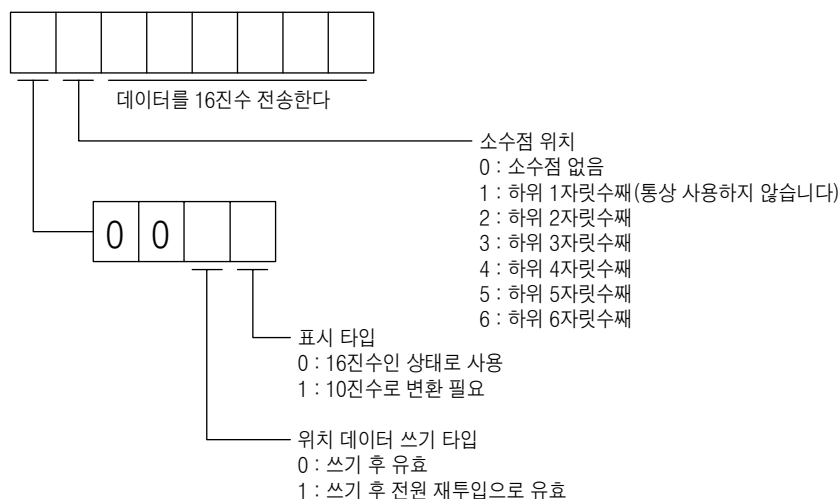 데이터를 16진수 전송한다
소수점 위치
0 : 소수점 없음
1 : 하위 1자릿수째(통상 사용하지 않습니다)
2 : 하위 2자릿수째
3 : 하위 3자릿수째
4 : 하위 4자릿수째
5 : 하위 5자릿수째
6 : 하위 6자릿수째
0 0
표시 타입
0 : 16진수인 상태로 사용
1 : 10진수로 변환 필요
위치 데이터 쓰기 타입
0 : 쓰기 후 유효
1 : 쓰기 후 전원 재투입으로 유효